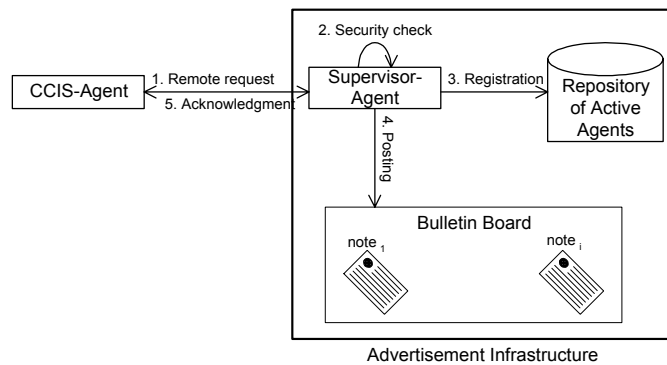 2. Security check
CCIS-Agent
1. Remote request
5. Acknowledgment
Supervisor-
Agent
3. Registration
Repository
of Active
Agents
4. Posting
Bulletin Board
note 1
note i
Advertisement Infrastructure